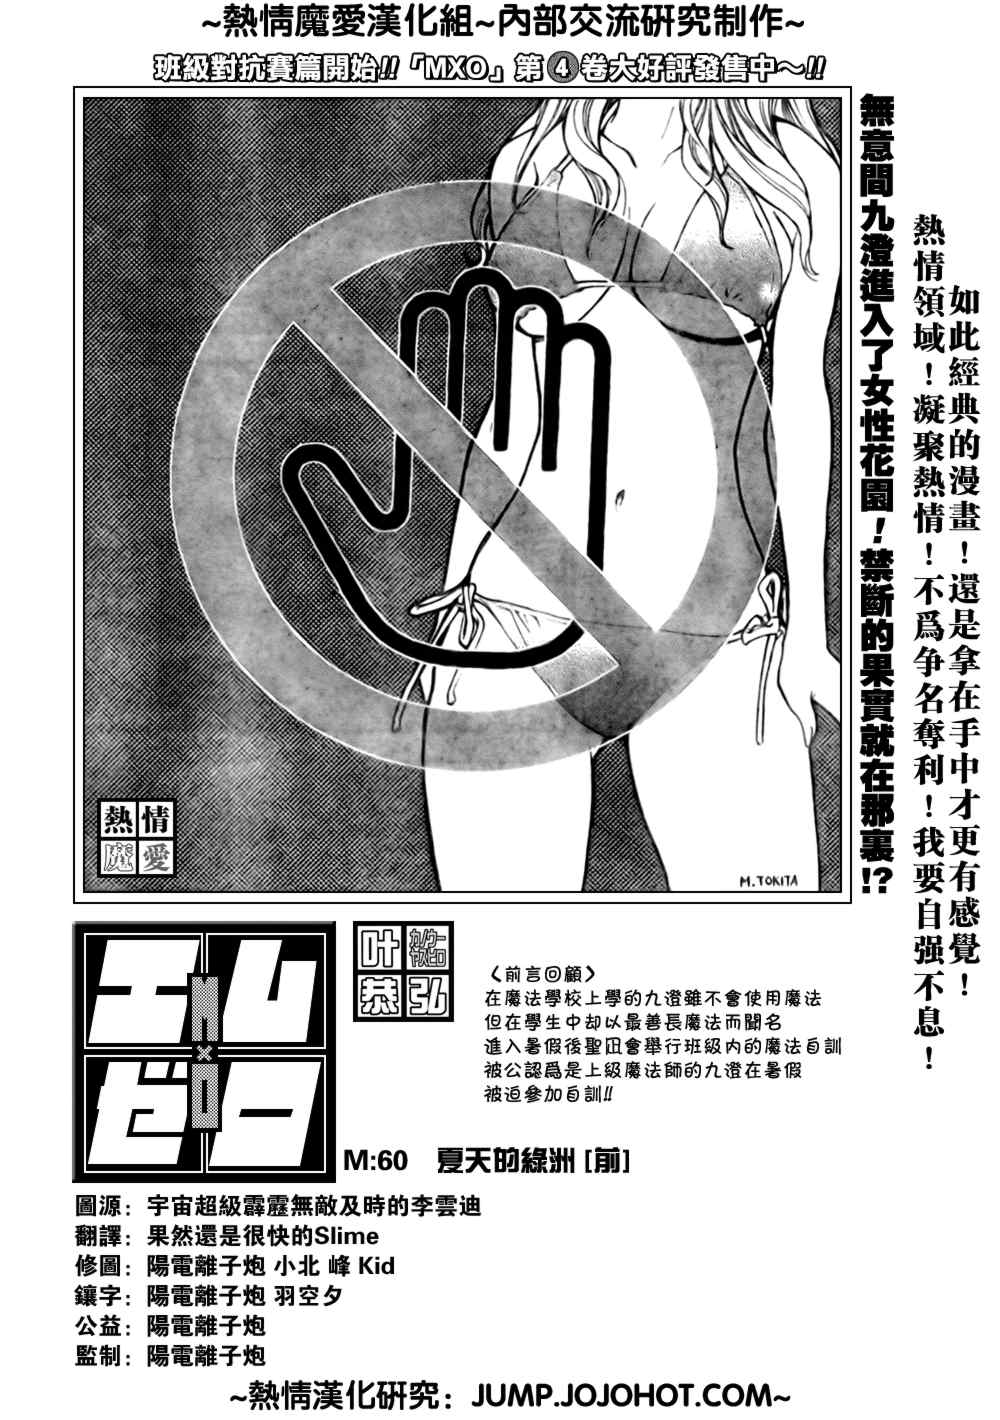 ~熱情魔愛漢化組~內部交流研究制作~
班級對抗賽篇開始!!「MXO」第④卷大好評發售中~!!
如此經典的漫畫！還是拿在手中才更有感覺！
熱情領域！凝聚熱情！不爲争名奪利！我要自强不息！
無意間九澄進入了女性花園！禁斷的果實就在那裏!?
熱情
魔愛
M.TOKITA
エム
ゼロ
M×0
叶
恭弘
カノウ
ヤスヒロ
〈前言回顧〉
在魔法學校上學的九澄雖不會使用魔法
但在學生中却以最善長魔法而聞名
進入暑假後聖凪會舉行班級内的魔法自訓
被公認爲是上級魔法師的九澄在暑假
被迫參加自訓!!
M:60 夏天的綠洲 [前]
圖源：宇宙超級霹靂無敵及時的李雲迪
翻譯：果然還是很快的Slime
修圖：陽電離子炮 小北 峰 Kid
鑲字：陽電離子炮 羽空夕
公益：陽電離子炮
監制：陽電離子炮
~熱情漢化研究：JUMP.JOJOHOT.COM~